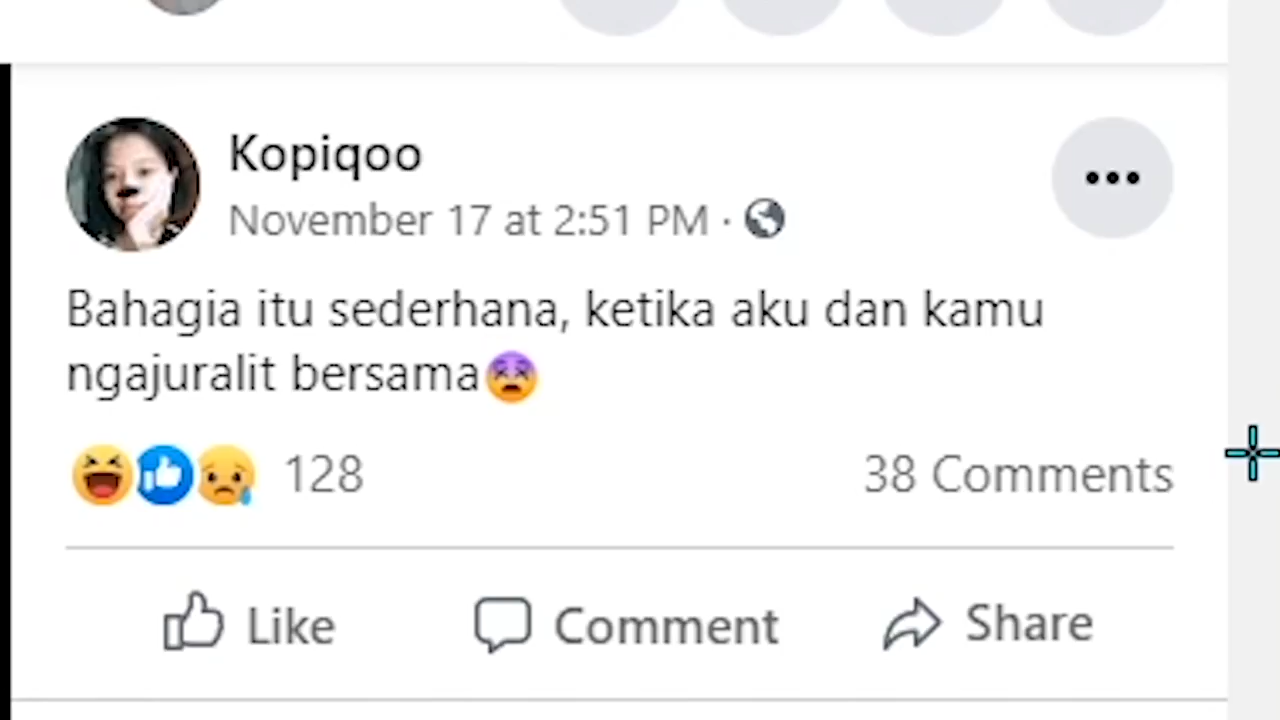 Kopiqoo
November 17 at 2:51 PM ·
Bahagia itu sederhana, ketika aku dan kamu
ngajuralit bersama😫
128 38 Comments
Like Comment Share